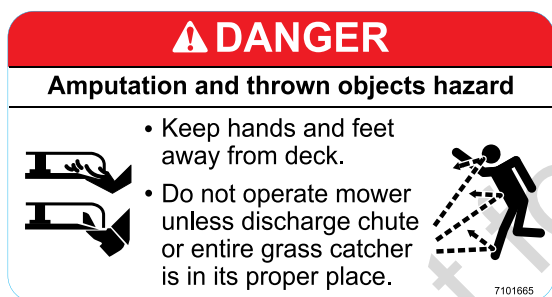 DANGER
Amputation and thrown objects hazard
• Keep hands and feet
away from deck.
• Do not operate mower
unless discharge chute
or entire grass catcher
is in its proper place.
7101665